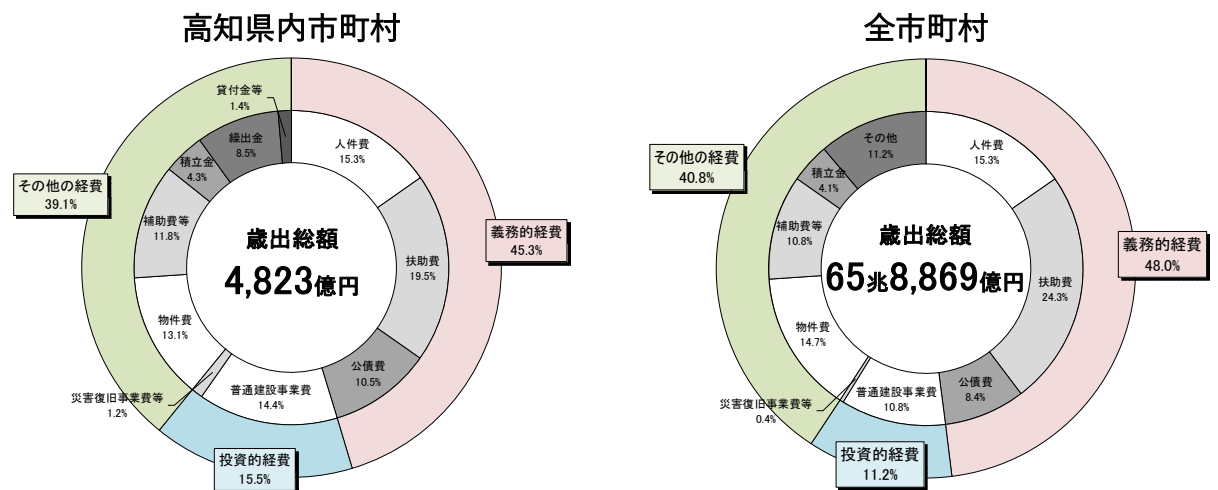 高知県内市町村
貸付金等
1.4%
人件費
15.3%
扶助費
19.5%
公債費
10.5%
普通建設事業費
14.4%
災害復旧事業費等
1.2%
物件費
13.1%
補助費等
11.8%
積立金
4.3%
繰出金
8.5%
歳出総額
4,823億円
義務的経費
45.3%
投資的経費
15.5%
その他の経費
39.1%
全市町村
人件費
15.3%
扶助費
24.3%
公債費
8.4%
普通建設事業費
10.8%
災害復旧事業費等
0.4%
物件費
14.7%
補助費等
10.8%
積立金
4.1%
その他
11.2%
歳出総額
65兆8,869億円
義務的経費
48.0%
投資的経費
11.2%
その他の経費
40.8%